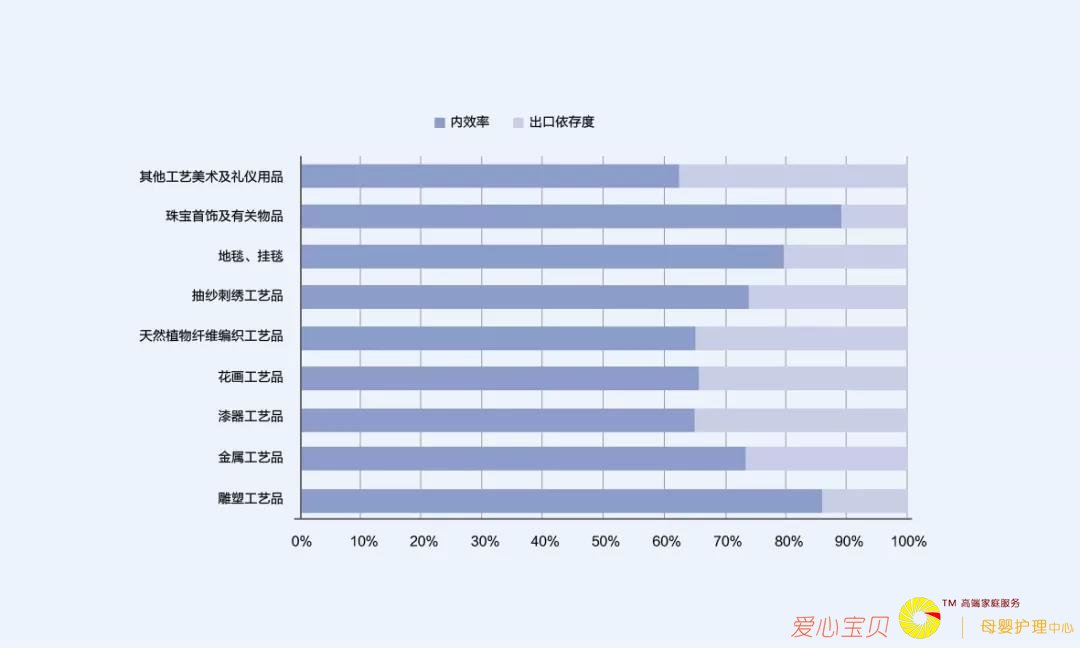 内效率 出口依存度
其他工艺美术及礼仪用品
珠宝首饰及有关物品
地毯、挂毯
抽纱刺绣工艺品
天然植物纤维编织工艺品
花画工艺品
漆器工艺品
金属工艺品
雕塑工艺品
0% 10% 20% 30% 40% 50% 60% 70% 80% 90% 100%
TM 高端家庭服务
爱心宝贝 母婴护理中心